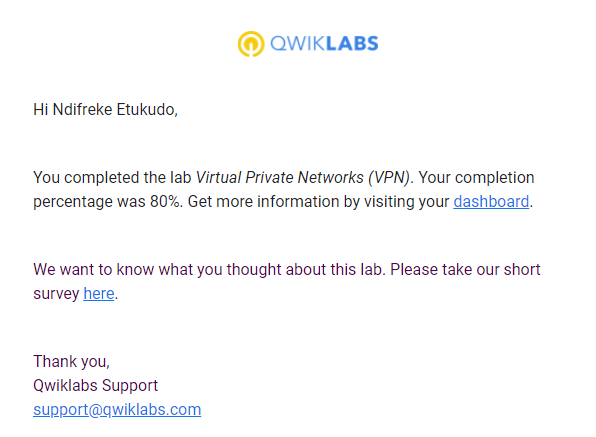 QWIKLABS
Hi Ndifreke Etukudo,
You completed the lab Virtual Private Networks (VPN). Your completion
percentage was 80%. Get more information by visiting your dashboard.
We want to know what you thought about this lab. Please take our short
survey here.
Thank you,
Qwiklabs Support
support@qwiklabs.com